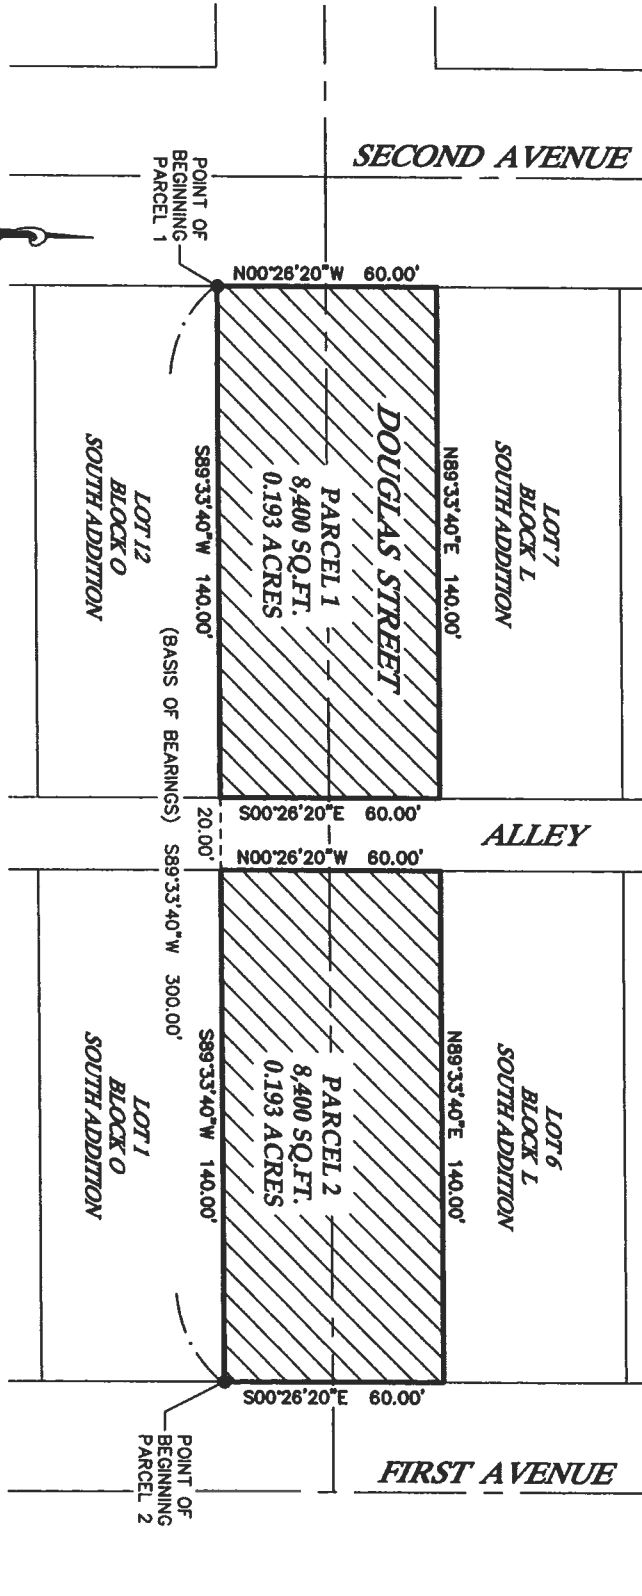 SECOND AVENUE
POINT OF
BEGINNING
PARCEL 1
N00°26'20"W 60.00'
LOT 7
BLOCK L
SOUTH ADDITION
N89°33'40"E 140.00'
DOUGLAS STREET
PARCEL 1
8,400 SQ.FT.
0.193 ACRES
S89°33'40"W 140.00'
LOT 12
BLOCK O
SOUTH ADDITION
(BASIS OF BEARINGS) S89°33'40"W 300.00'
S00°26'20"E 60.00'
20.00'
ALLEY
N00°26'20"W 60.00'
LOT 6
BLOCK L
SOUTH ADDITION
N89°33'40"E 140.00'
PARCEL 2
8,400 SQ.FT.
0.193 ACRES
S89°33'40"W 140.00'
LOT 1
BLOCK O
SOUTH ADDITION
S00°26'20"E 60.00'
POINT OF
BEGINNING
PARCEL 2
FIRST AVENUE